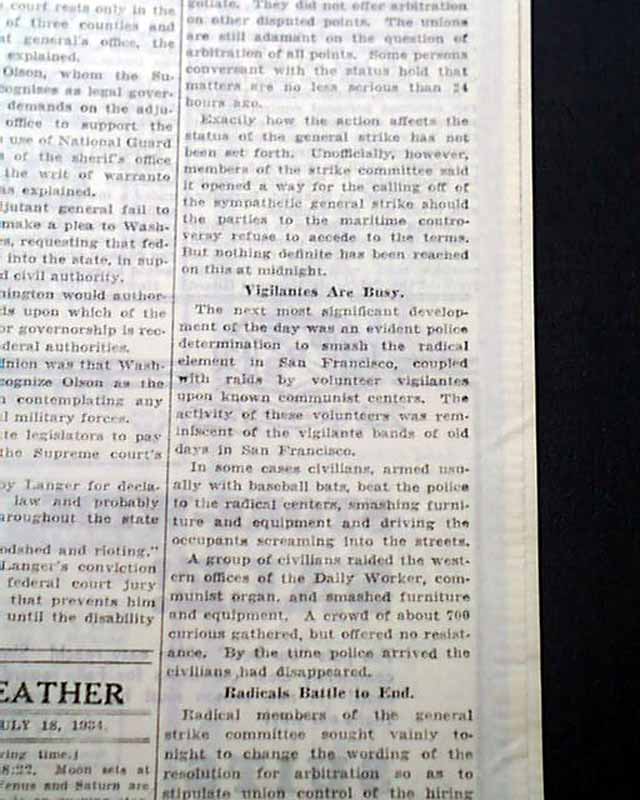 court rests only in the
of three counties and
at general's office, the
explained.
Olson, whom the Su-
cognizes as legal gover-
demands on the adju-
office to support the
use of National Guard
s of the sheriff's office
the writ of warranto
as explained.
jutant general fail to
make a plea to Wash-
s, requesting that fed-
into the state, in sup-
d civil authority.
nington would author-
ds upon which of the
or governorship is rec-
deral authorities.
inion was that Wash-
cognize Olson as the
n contemplating any
l military forces.
te legislators to pay
the Supreme court's
by Langer for decla-
law and probably
aroughout the state
odshed and rioting."
Langer's conviction
federal court jury
that prevents him
until the disability
EATHER
ULY 18, 1934.
ring time.)
8:22. Moon sets at
enus and Saturn are
gotiate. They did not offer arbitration
on other disputed points. The unions
are still adamant on the question of
arbitration of all points. Some persons
conversant with the status hold that
matters are no less serious than 24
hours ago.
Exactly how the action affects the
status of the general strike has not
been set forth. Unofficially, however,
members of the strike committee said
it opened a way for the calling off of
the sympathetic general strike should
the parties to the maritime contro-
versy refuse to accede to the terms.
But nothing definite has been reached
on this at midnight.
Vigilantes Are Busy.
The next most significant develop-
ment of the day was an evident police
determination to smash the radical
element in San Francisco, coupled
with raids by volunteer vigilantes
upon known communist centers. The
activity of these volunteers was rem-
iniscent of the vigilante bands of old
days in San Francisco.
In some cases civilians, armed usu-
ally with baseball bats, beat the police
to the radical centers, smashing furni-
ture and equipment and driving the
occupants screaming into the streets.
A group of civilians raided the west-
ern offices of the Daily Worker, com-
munist organ, and smashed furniture
and equipment. A crowd of about 700
curious gathered, but offered no resist-
ance. By the time police arrived the
civilians had disappeared.
Radicals Battle to End.
Radical members of the general
strike committee sought vainly to-
night to change the wording of the
resolution for arbitration so as to
stipulate union control of the hiring